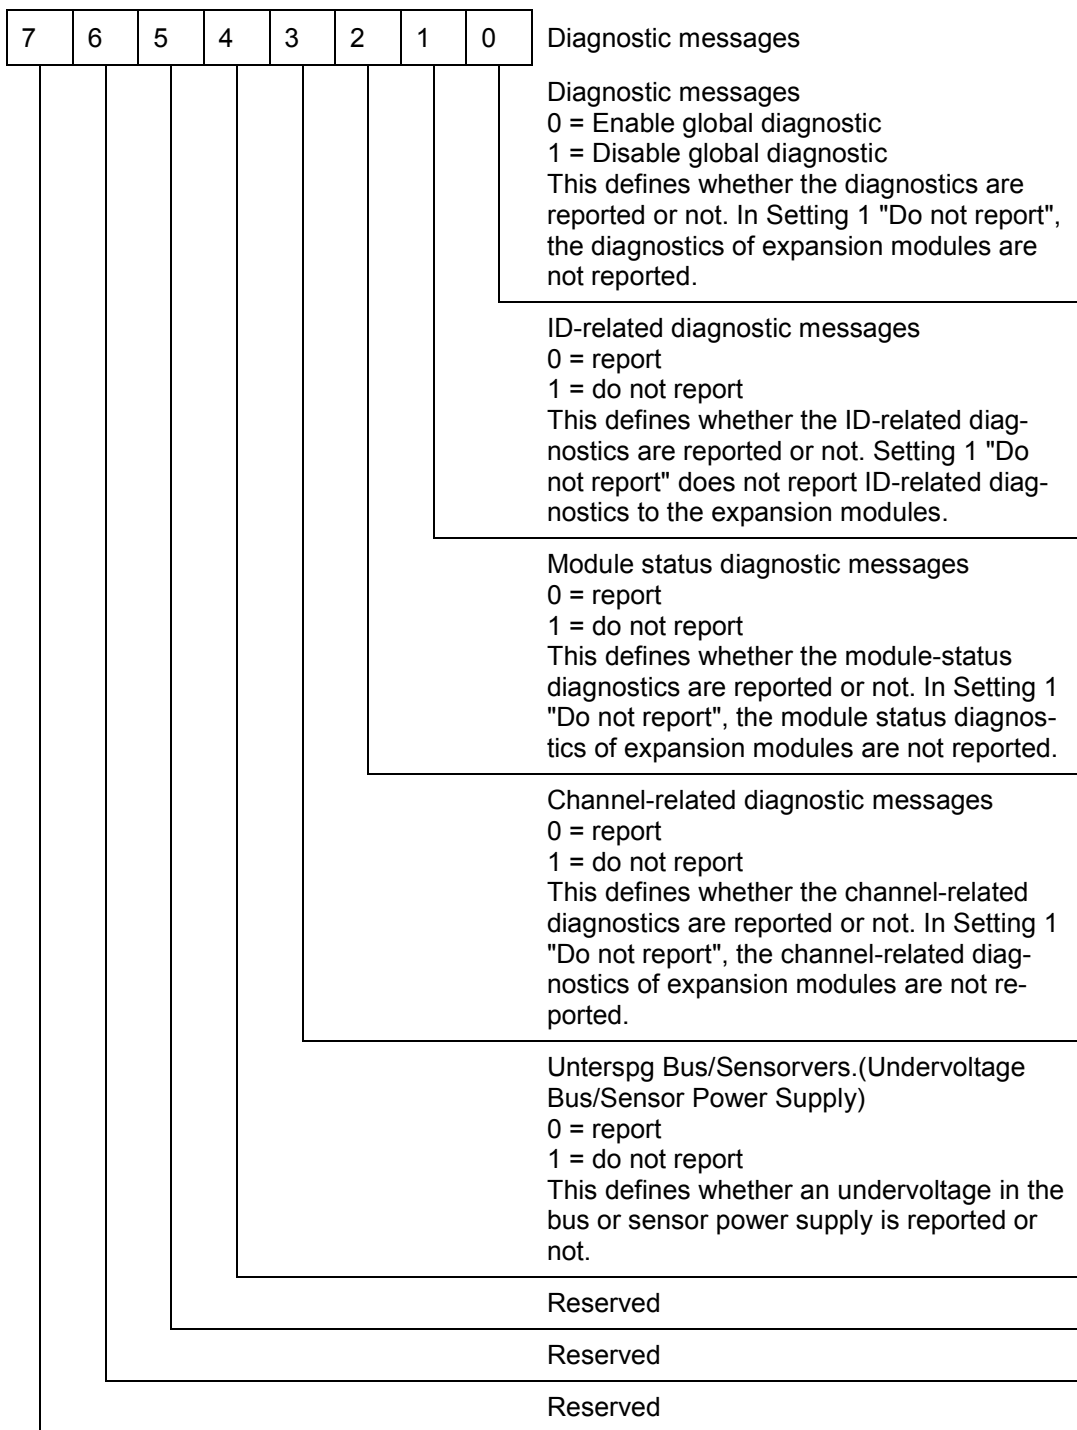 7 6 5 4 3 2 1 0 Diagnostic messages
Diagnostic messages
0 = Enable global diagnostic
1 = Disable global diagnostic
This defines whether the diagnostics are
reported or not. In Setting 1 "Do not report",
the diagnostics of expansion modules are
not reported.
ID-related diagnostic messages
0 = report
1 = do not report
This defines whether the ID-related diag-
nostics are reported or not. Setting 1 "Do
not report" does not report ID-related diag-
nostics to the expansion modules.
Module status diagnostic messages
0 = report
1 = do not report
This defines whether the module-status
diagnostics are reported or not. In Setting 1
"Do not report", the module status diagnos-
tics of expansion modules are not reported.
Channel-related diagnostic messages
0 = report
1 = do not report
This defines whether the channel-related
diagnostics are reported or not. In Setting 1
"Do not report", the channel-related diag-
nostics of expansion modules are not re-
ported.
Unterspg Bus/Sensorvers.(Undervoltage
Bus/Sensor Power Supply)
0 = report
1 = do not report
This defines whether an undervoltage in the
bus or sensor power supply is reported or
not.
Reserved
Reserved
Reserved